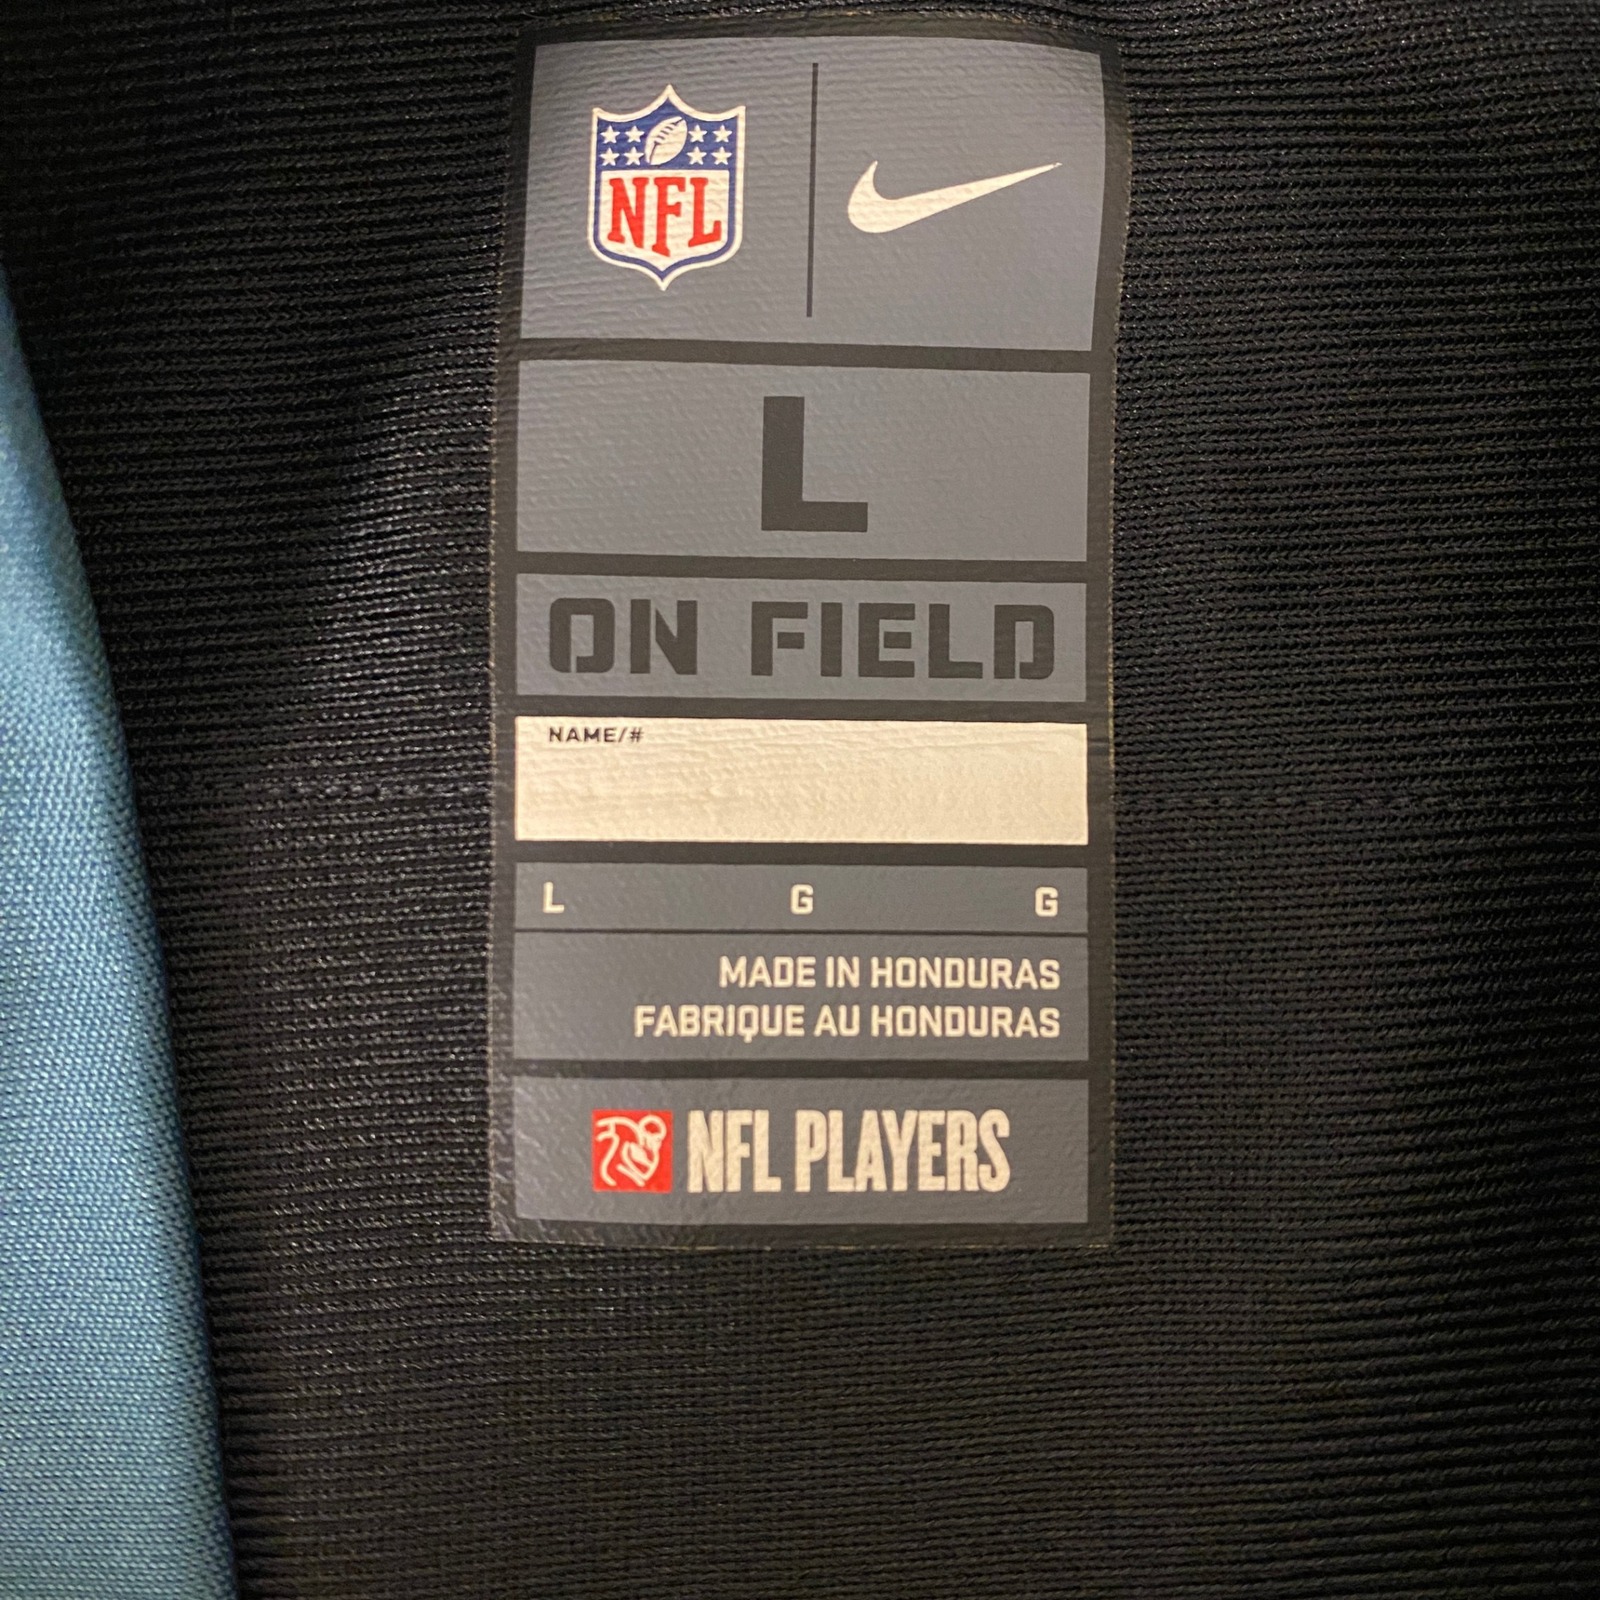 NFL
L
ON FIELD
NAME/#
L G G
MADE IN HONDURAS
FABRIQUE AU HONDURAS
NFL PLAYERS